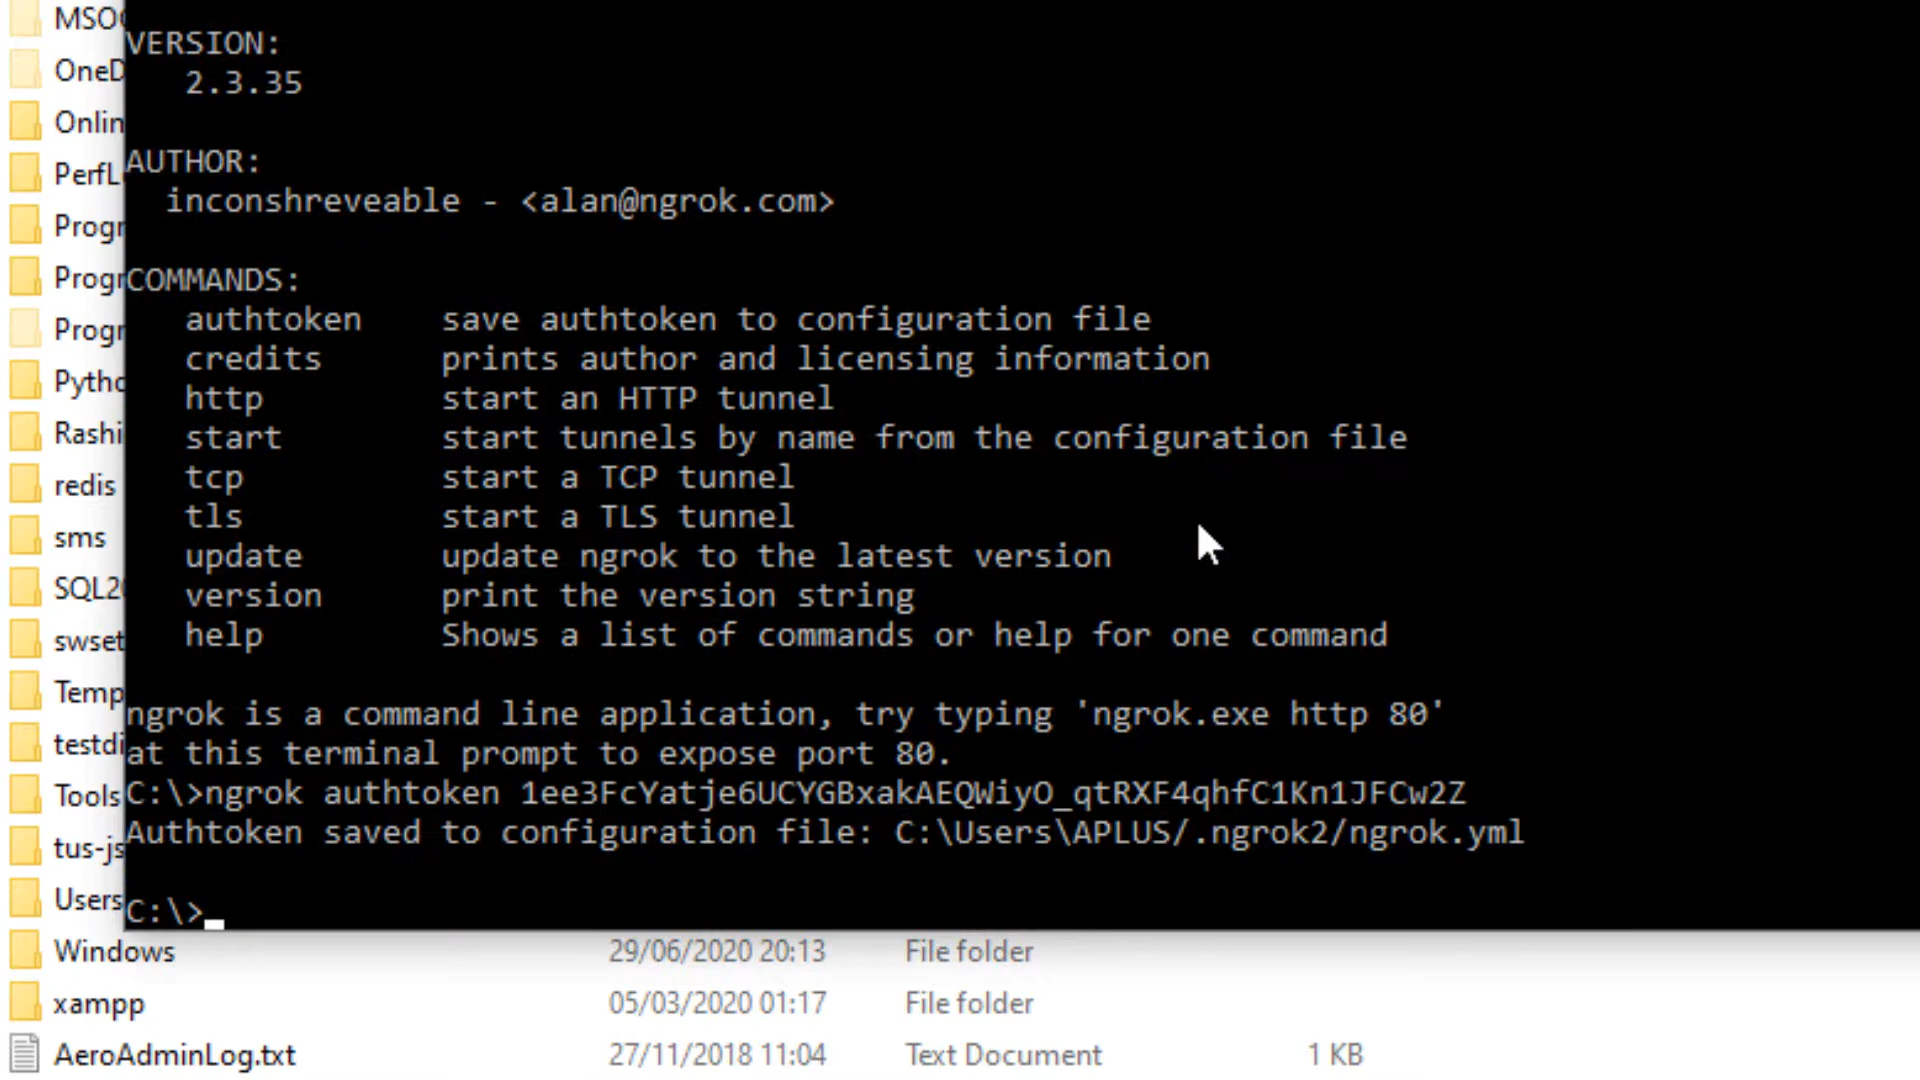 MSO
VERSION:
OneD
2.3.35
Onlin
AUTHOR:
PerfL
inconshreveable - <alan@ngrok.com>
Progr
Progr
COMMANDS:
authtoken save authtoken to configuration file
Progr
credits prints author and licensing information
Pytho
http start an HTTP tunnel
Rashi
start start tunnels by name from the configuration file
redis
tcp start a TCP tunnel
tls start a TLS tunnel
sms
update update ngrok to the latest version
SQL2
version print the version string
swset
help Shows a list of commands or help for one command
Temp
ngrok is a command line application, try typing 'ngrok.exe http 80'
testdi
at this terminal prompt to expose port 80.
Tools
C:\>ngrok authtoken 1ee3FcYatje6UCYGBxakAEQWiyO_qtRXF4qhfC1Kn1JFCw2Z
Authtoken saved to configuration file: C:\Users\APLUS/.ngrok2/ngrok.yml
tus-js
Users
C:\>
Windows 29/06/2020 20:13 File folder
xampp 05/03/2020 01:17 File folder
AeroAdminLog.txt 27/11/2018 11:04 Text Document 1 KB